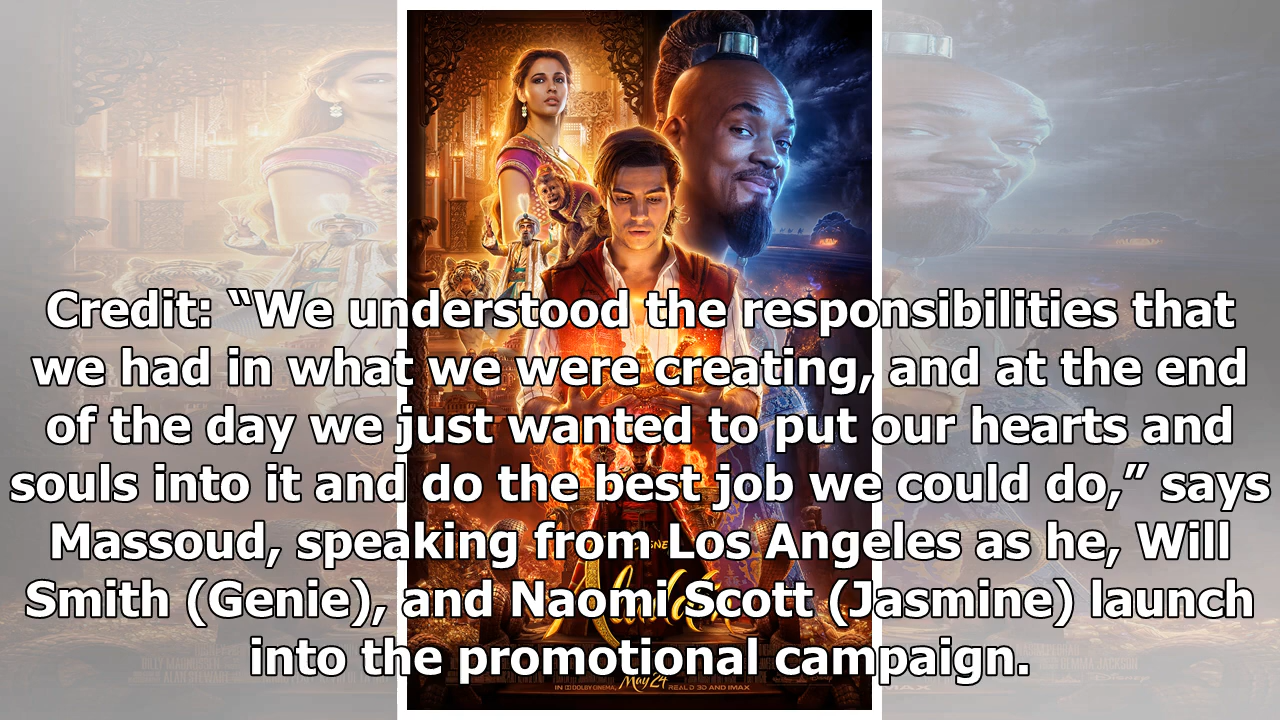 Credit: “We understood the responsibilities that
we had in what we were creating, and at the end
of the day we just wanted to put our hearts and
souls into it and do the best job we could do,” says
Massoud, speaking from Los Angeles as he, Will
Smith (Genie), and Naomi Scott (Jasmine) launch
into the promotional campaign.
DISNEY
Aladdin
IN DOLBY CINEMA, May 24 REAL D 3D AND IMAX